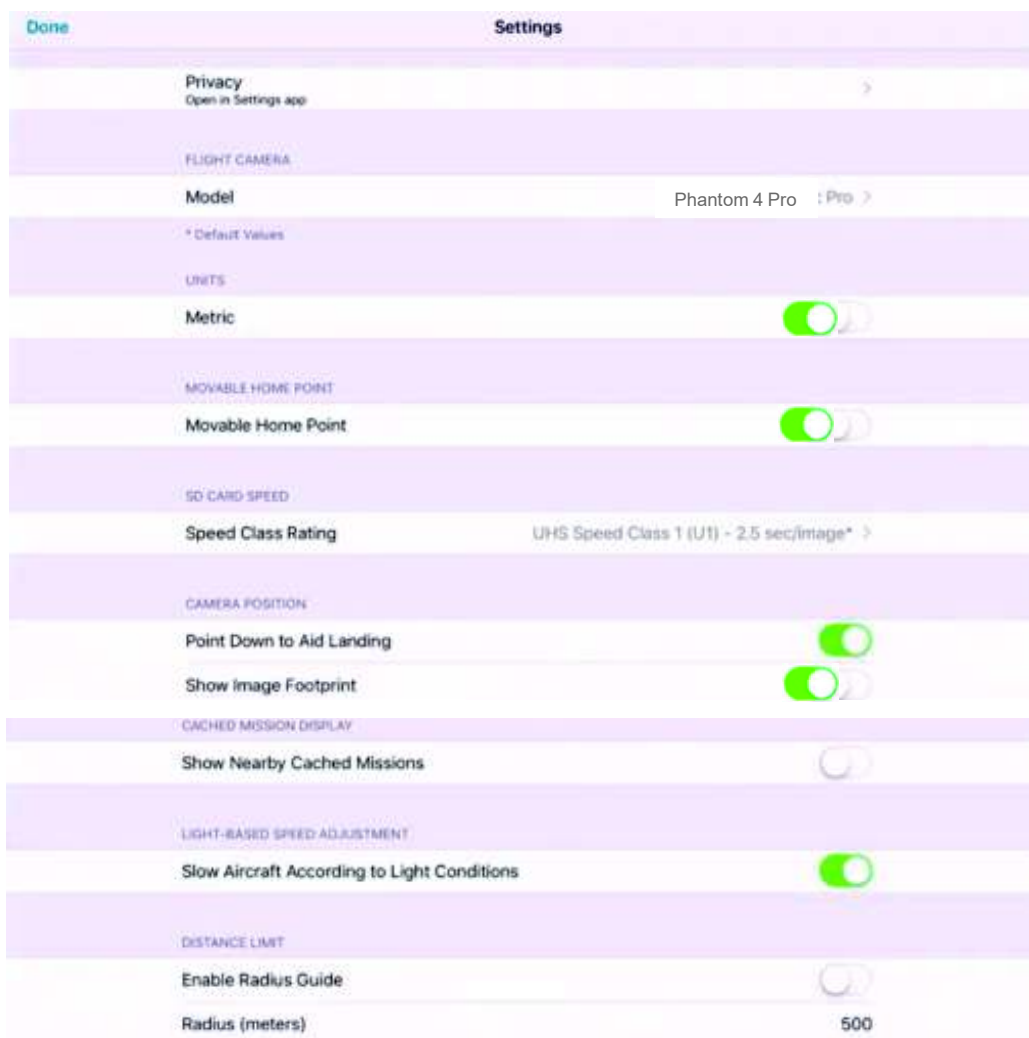 Done
Settings
Privacy
Open in Settings app
FLIGHT CAMERA
Model
Phantom 4 Pro : Pro
* Default Values
UNITS
Metric
MOVABLE HOME POINT
Movable Home Point
SD CARD SPEED
Speed Class Rating
UHS Speed Class 1 (U1) - 2.5 sec/image*
CAMERA POSITION
Point Down to Aid Landing
Show Image Footprint
CACHED MISSION DISPLAY
Show Nearby Cached Missions
LIGHT-BASED SPEED ADJUSTMENT
Slow Aircraft According to Light Conditions
DISTANCE LIMIT
Enable Radius Guide
Radius (meters)
500